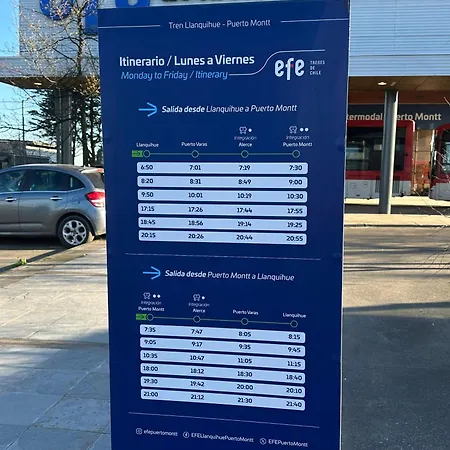 Tren Llanquihue - Puerto Montt
Itinerario / Lunes a Viernes
Monday to Friday / Itinerary
efe TRENES DE CHILE
Salida desde Llanquihue a Puerto Montt
Integración Integración
Llanquihue Puerto Varas Alerce Puerto Montt
6:50 7:01 7:19 7:30
8:20 8:31 8:49 9:00
9:50 10:01 10:19 10:30
17:15 17:26 17:44 17:55
18:45 18:56 19:14 19:25
20:15 20:26 20:44 20:55
Salida desde Puerto Montt a Llanquihue
Integración Integración
Puerto Montt Alerce Puerto Varas Llanquihue
7:35 7:47 8:05 8:15
9:05 9:17 9:35 9:45
10:35 10:47 11:05 11:15
18:00 18:12 18:30 18:40
19:30 19:42 20:00 20:10
21:00 21:12 21:30 21:40
efepuertomontt EFELlanquihuePuertoMontt EFEPuertoMontt
termodal Puerto Montt